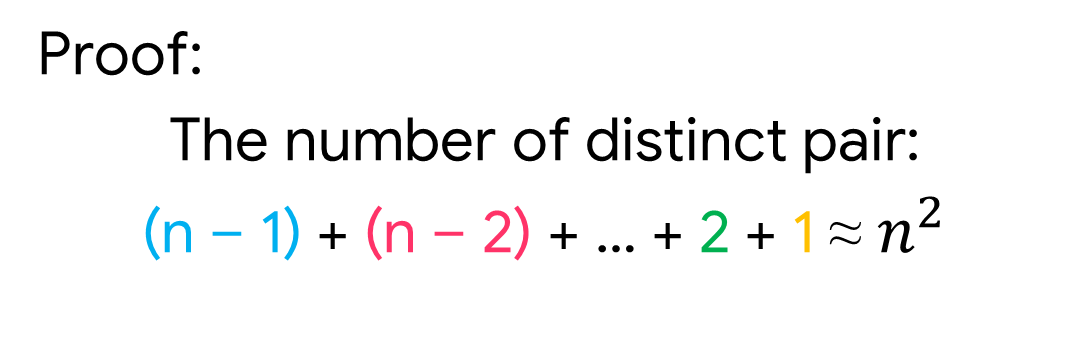 Proof:
The number of distinct pair:
(n – 1) + (n – 2) + ... + 2 + 1 ≈ n²